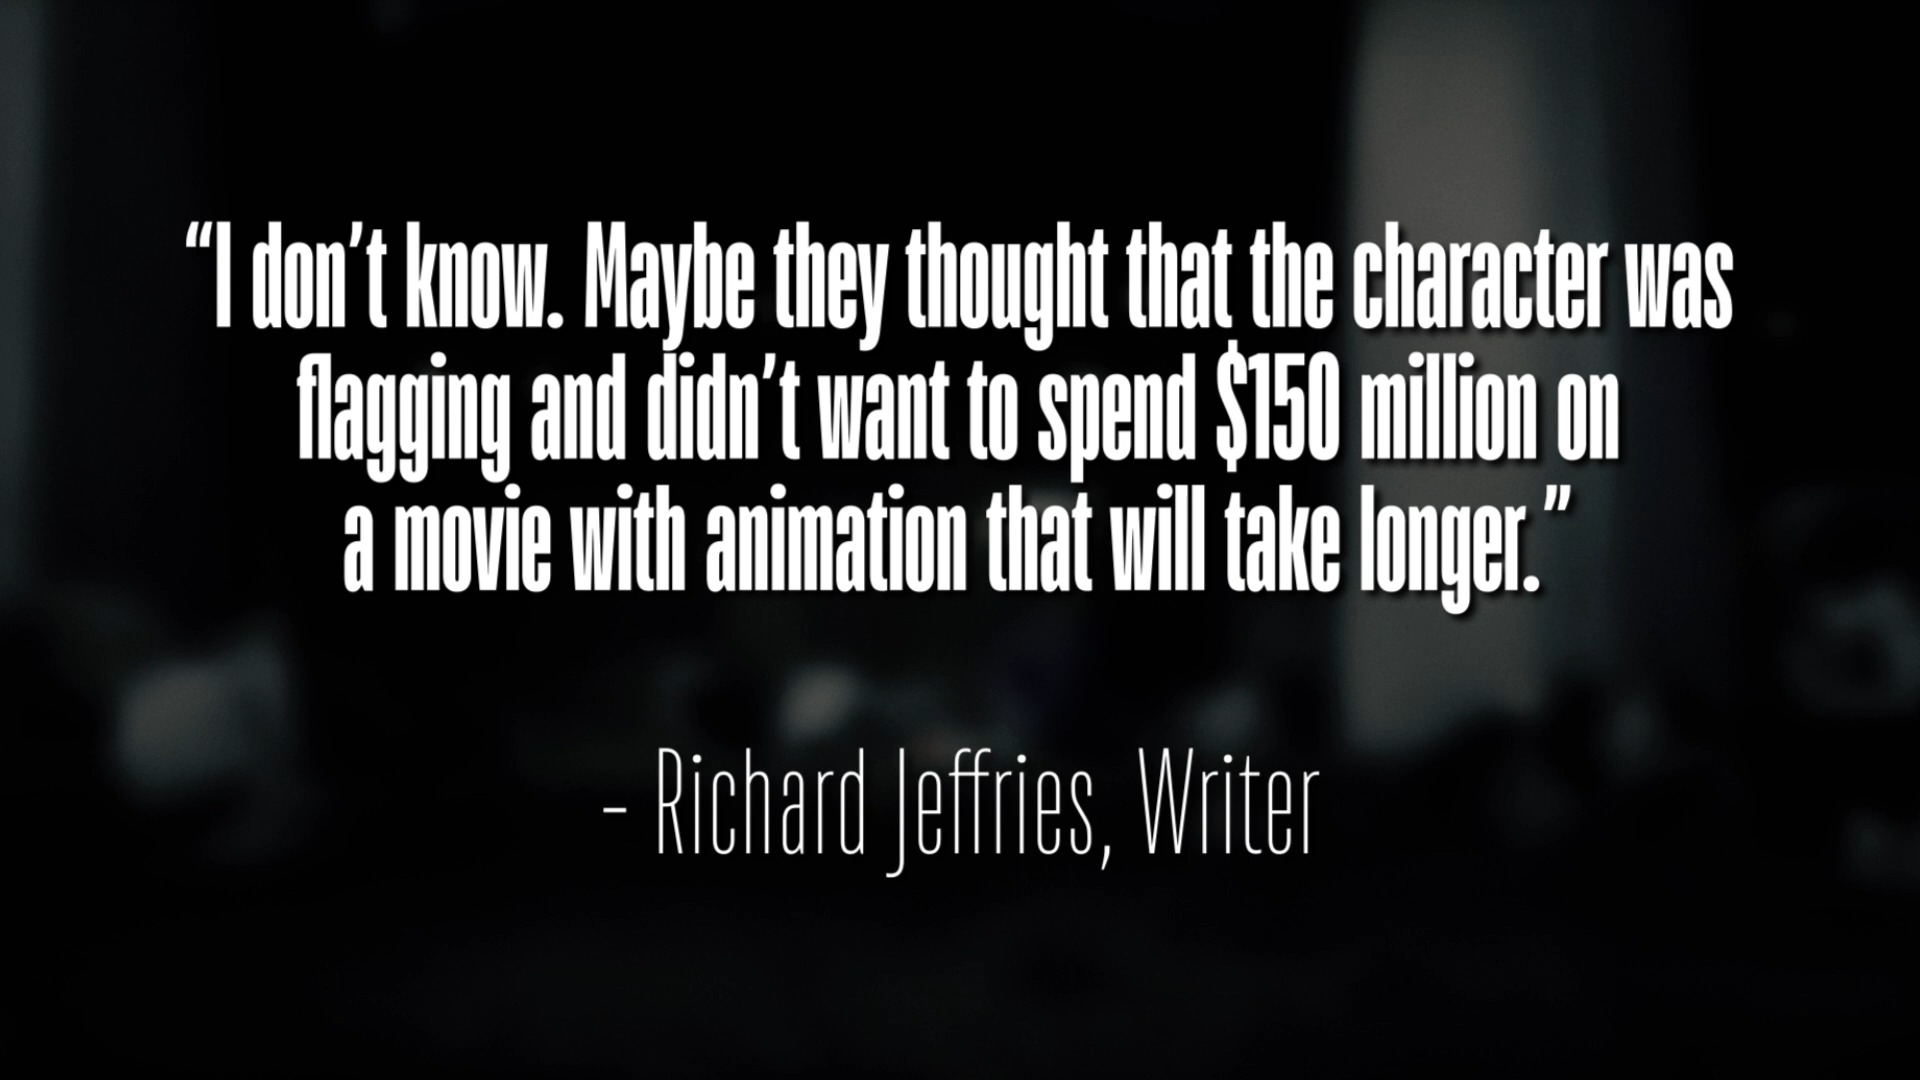 “I don’t know. Maybe they thought that the character was
flagging and didn’t want to spend $150 million on
a movie with animation that will take longer.”
- Richard Jeffries, Writer